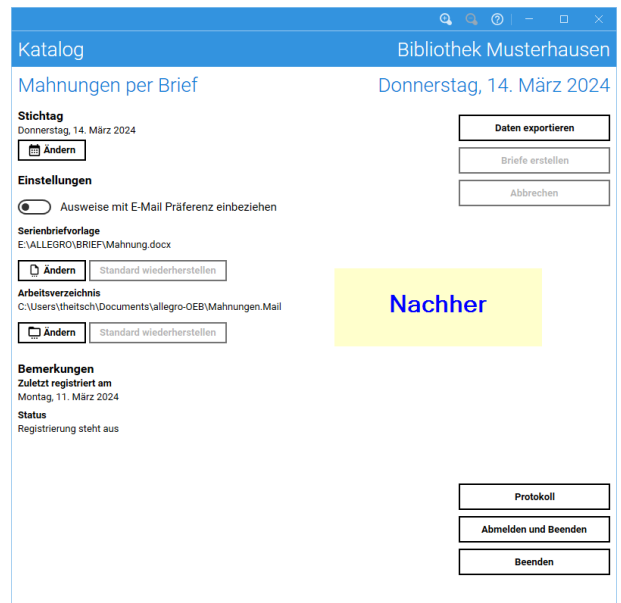 Katalog
Bibliothek Musterhausen
Mahnungen per Brief
Donnerstag, 14. März 2024
Stichtag
Donnerstag, 14. März 2024
Ändern
Einstellungen
Ausweise mit E-Mail Präferenz einbeziehen
Serienbriefvorlage
E:\ALLEGRO\BRIEF\Mahnung.docx
Ändern
Standard wiederherstellen
Arbeitsverzeichnis
C:\Users\theitsch\Documents\allegro-OEB\Mahnungen.Mail
Ändern
Standard wiederherstellen
Bemerkungen
Zuletzt registriert am
Montag, 11. März 2024
Status
Registrierung steht aus
Daten exportieren
Briefe erstellen
Abbrechen
Nachher
Protokoll
Abmelden und Beenden
Beenden